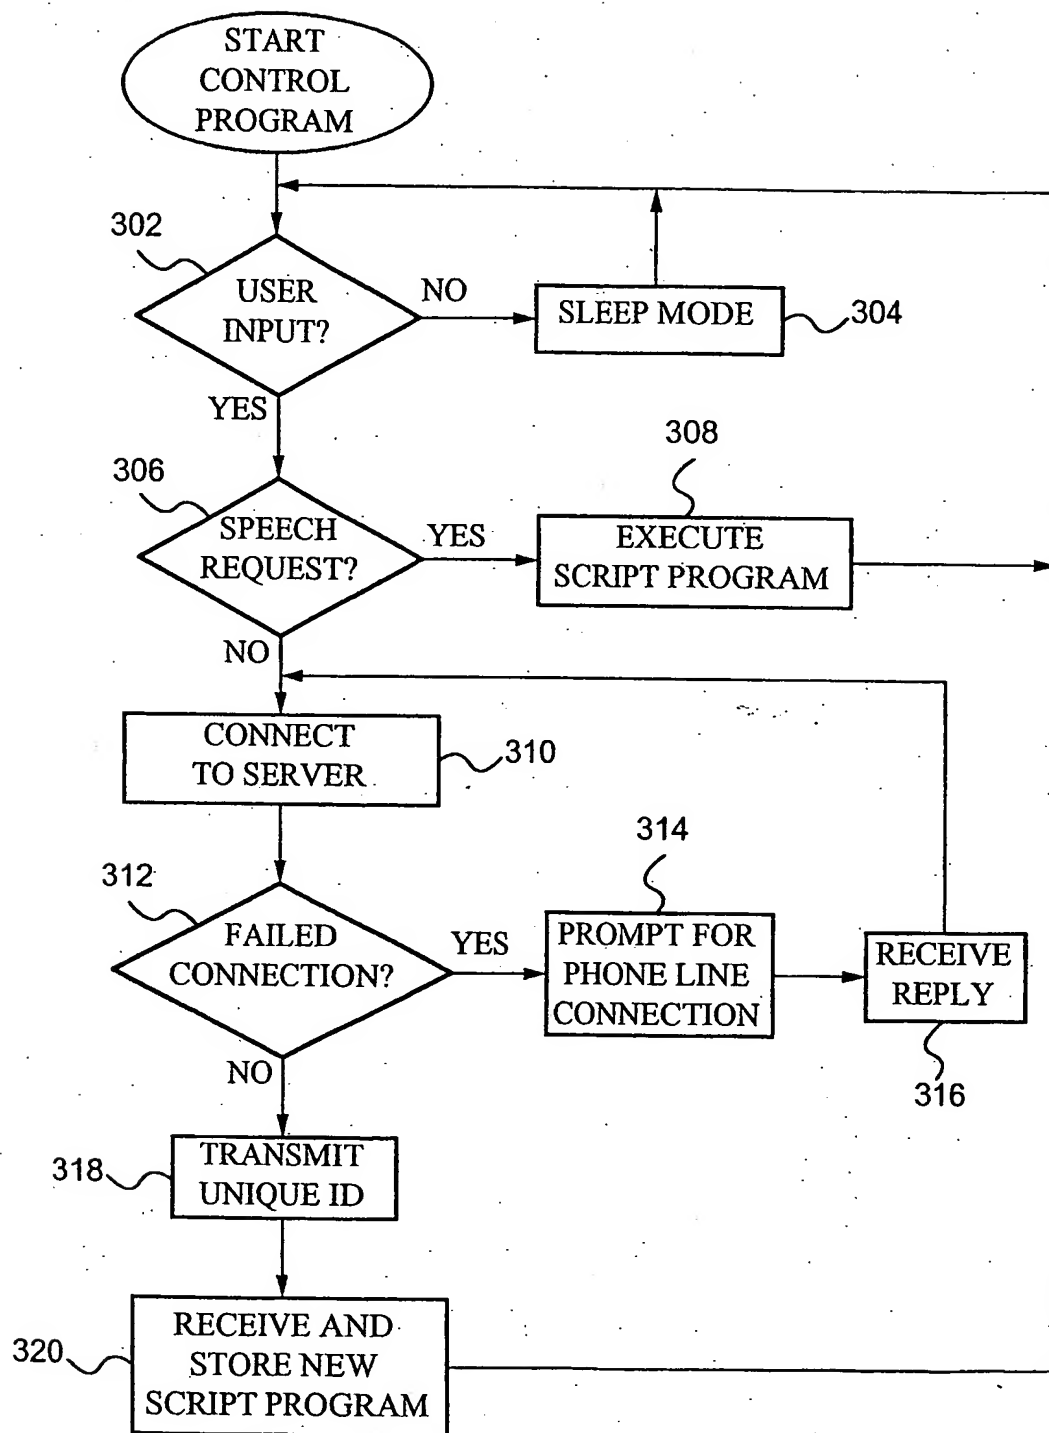 START
CONTROL
PROGRAM
302
USER
INPUT?
NO
SLEEP MODE
304
YES
306
SPEECH
REQUEST?
YES
308
EXECUTE
SCRIPT PROGRAM
NO
CONNECT
TO SERVER
310
312
FAILED
CONNECTION?
YES
314
PROMPT FOR
PHONE LINE
CONNECTION
RECEIVE
REPLY
316
NO
318
TRANSMIT
UNIQUE ID
320
RECEIVE AND
STORE NEW
SCRIPT PROGRAM